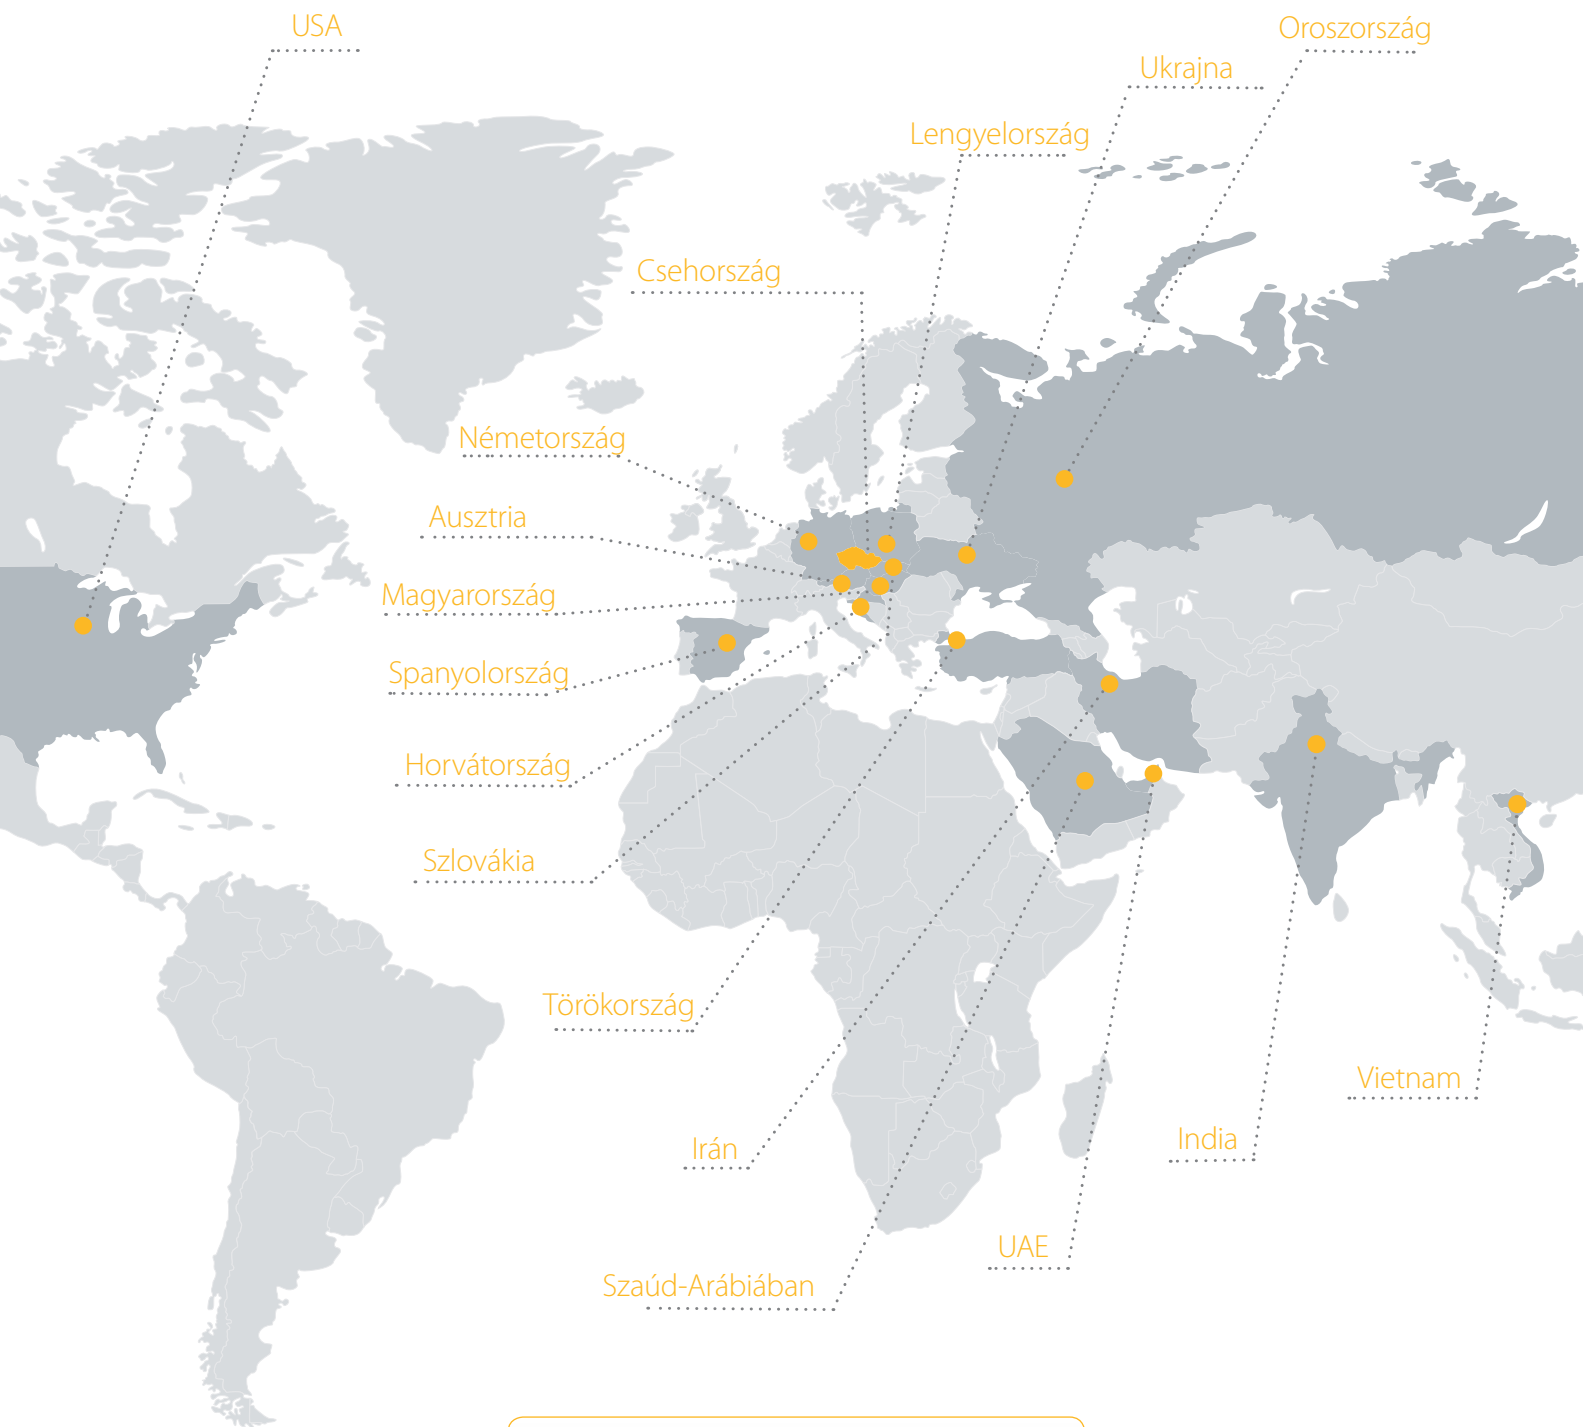 USA
Oroszország
Ukrajna
Lengyelország
Csehország
Németország
Ausztria
Magyarország
Spanyolország
Horvátország
Szlovákia
Törökország
Vietnam
India
Irán
UAE
Szaúd-Arábiában